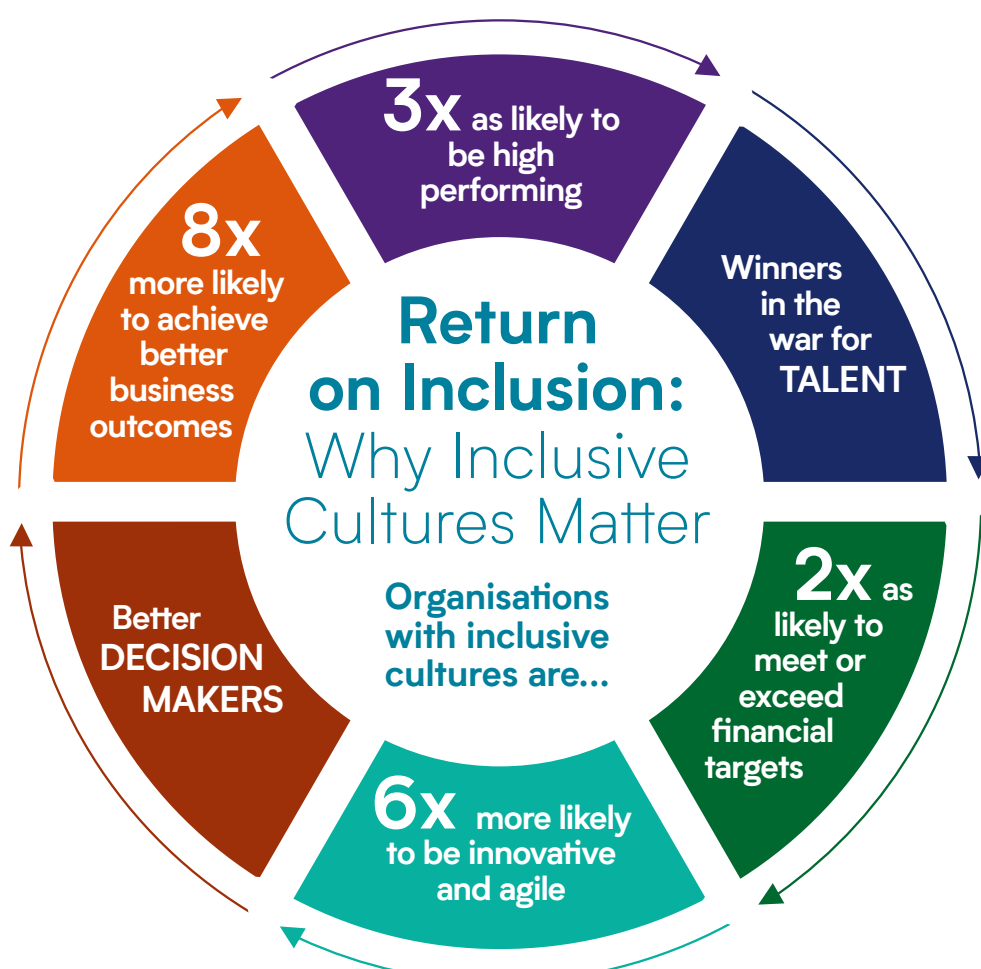 Return
on Inclusion:
Why Inclusive
Cultures Matter
Organisations
with inclusive
cultures are...
3x as likely to
be high
performing
Winners
in the
war for
TALENT
2x as
likely to
meet or
exceed
financial
targets
6x more likely
to be innovative
and agile
Better
DECISION
MAKERS
8x
more likely
to achieve
better
business
outcomes